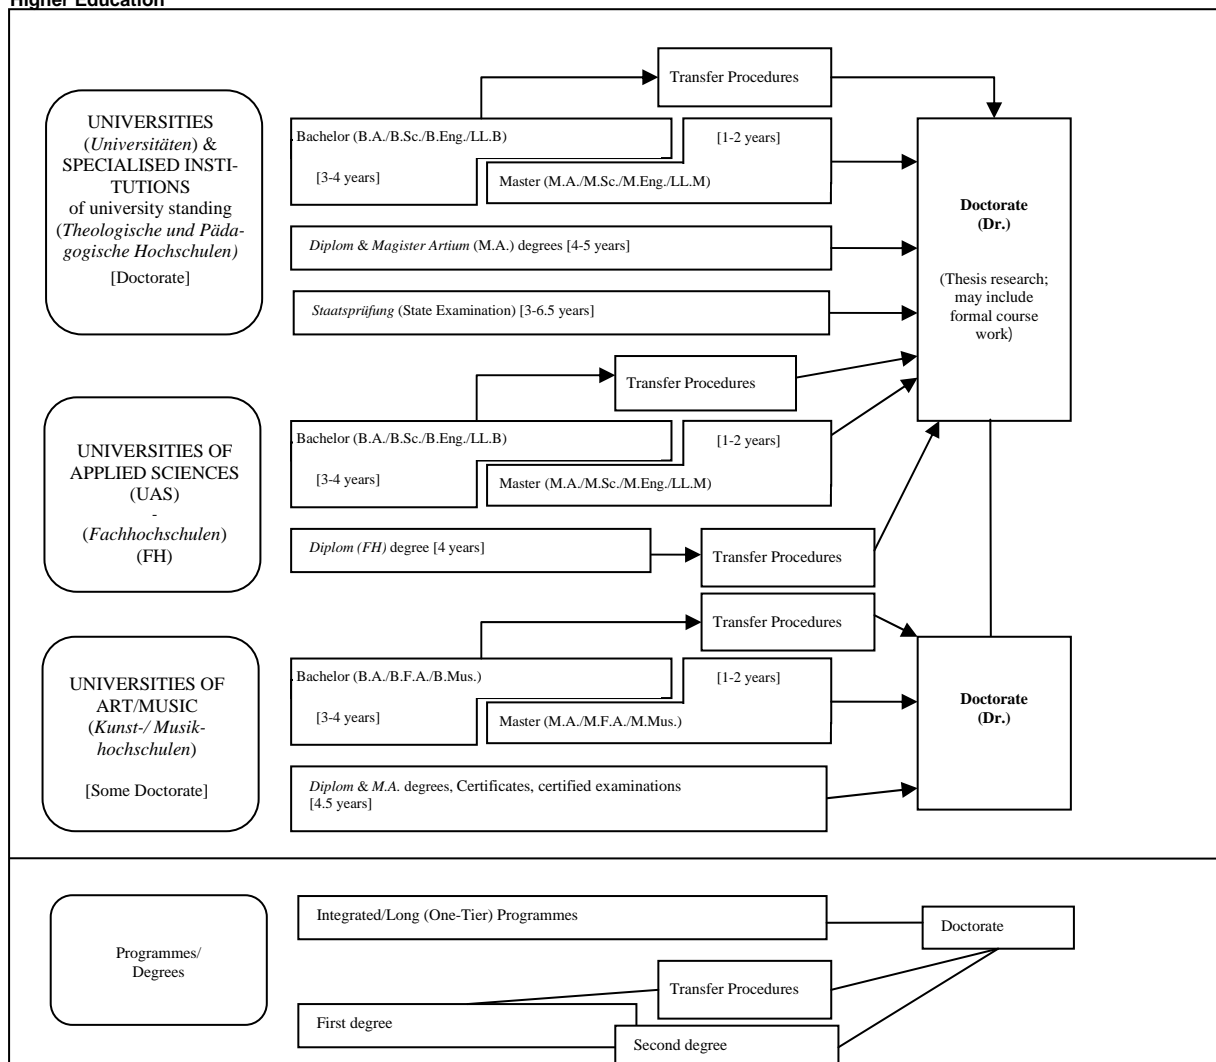 Higher Education
Transfer Procedures
UNIVERSITIES
(Universitäten) &
SPECIALISED INSTI-
TUTIONS
of university standing
(Theologische und Päda-
gogische Hochschulen)
[Doctorate]
Bachelor (B.A./B.Sc./B.Eng./LL.B)
[3-4 years]
[1-2 years]
Master (M.A./M.Sc./M.Eng./LL.M)
Diplom & Magister Artium (M.A.) degrees [4-5 years]
Staatsprüfung (State Examination) [3-6.5 years]
Doctorate
(Dr.)
(Thesis research;
may include
formal course
work)
UNIVERSITIES OF
APPLIED SCIENCES
(UAS)
-
(Fachhochschulen)
(FH)
Transfer Procedures
Bachelor (B.A./B.Sc./B.Eng./LL.B)
[3-4 years]
[1-2 years]
Master (M.A./M.Sc./M.Eng./LL.M)
Diplom (FH) degree [4 years]
Transfer Procedures
UNIVERSITIES OF
ART/MUSIC
(Kunst-/ Musik-
hochschulen)
[Some Doctorate]
Transfer Procedures
Bachelor (B.A./B.F.A./B.Mus.)
[3-4 years]
[1-2 years]
Master (M.A./M.F.A./M.Mus.)
Diplom & M.A. degrees, Certificates, certified examinations
[4.5 years]
Doctorate
(Dr.)
Programmes/
Degrees
Integrated/Long (One-Tier) Programmes
Doctorate
Transfer Procedures
First degree
Second degree